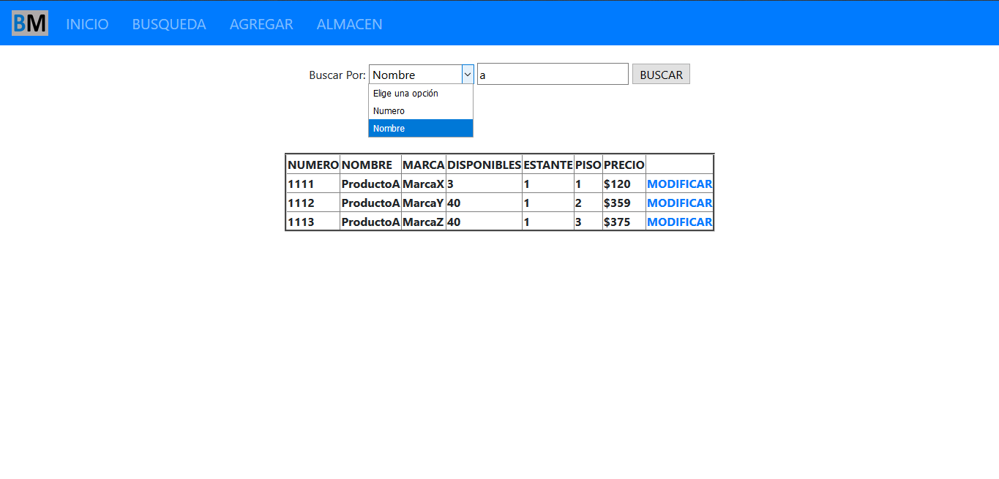 BM INICIO BUSQUEDA AGREGAR ALMACEN
Buscar Por: Nombre a BUSCAR
Elige una opción
Numero
Nombre
NUMERO NOMBRE MARCA DISPONIBLES ESTANTE PISO PRECIO
1111 ProductoA MarcaX 3 1 1 $120 MODIFICAR
1112 ProductoA MarcaY 40 1 2 $359 MODIFICAR
1113 ProductoA MarcaZ 40 1 3 $375 MODIFICAR